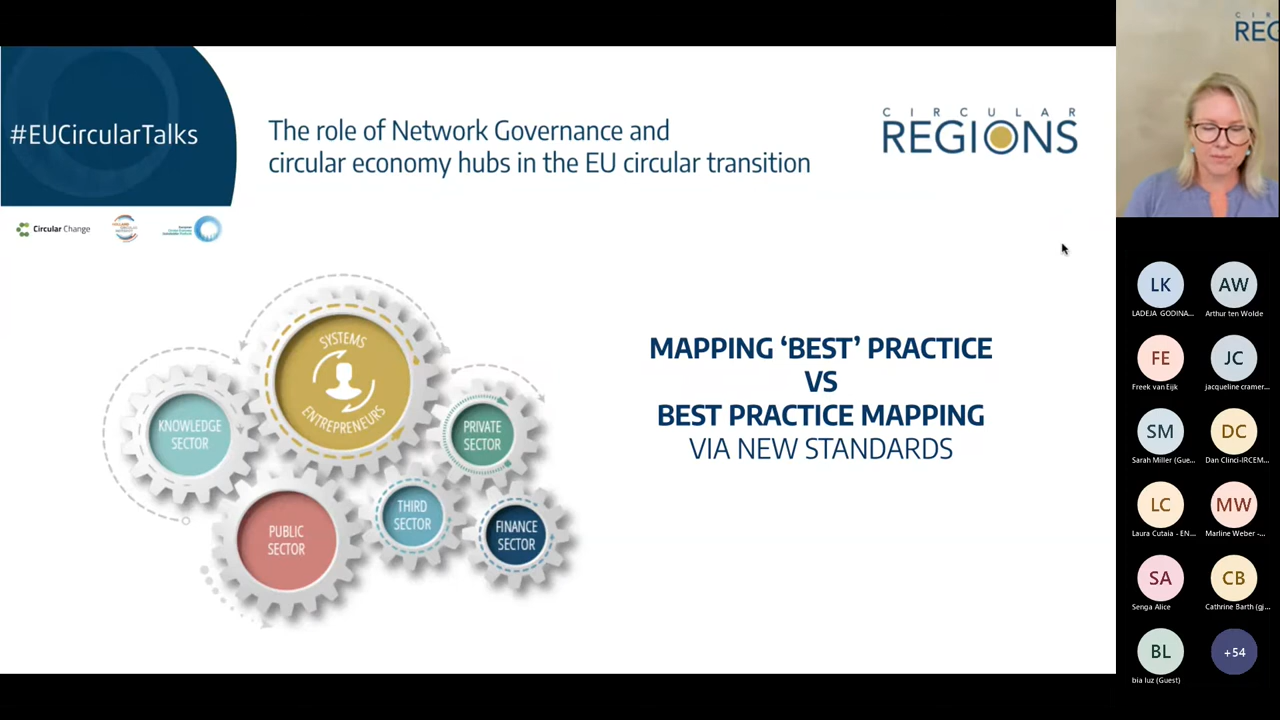 #EUCircularTalks
The role of Network Governance and
circular economy hubs in the EU circular transition
CIRCULAR
REGIONS
Circular Change
SYSTEMS
ENTREPRENEURS
KNOWLEDGE
SECTOR
PRIVATE
SECTOR
THIRD
SECTOR
FINANCE
SECTOR
PUBLIC
SECTOR
MAPPING ‘BEST’ PRACTICE
VS
BEST PRACTICE MAPPING
VIA NEW STANDARDS
C I R
REG
LK
AW
LADEJA GODINA...
Arthur ten Wolde
FE
JC
Freek van Eijk
jacqueline cramer...
SM
DC
Sarah Miller (Gue...
Dan Clinci-IRCEM...
LC
MW
Laura Cutaia - EN...
Marline Weber -...
SA
CB
Senga Alice
Cathrine Barth (gj...
BL
+54
bia luz (Guest)